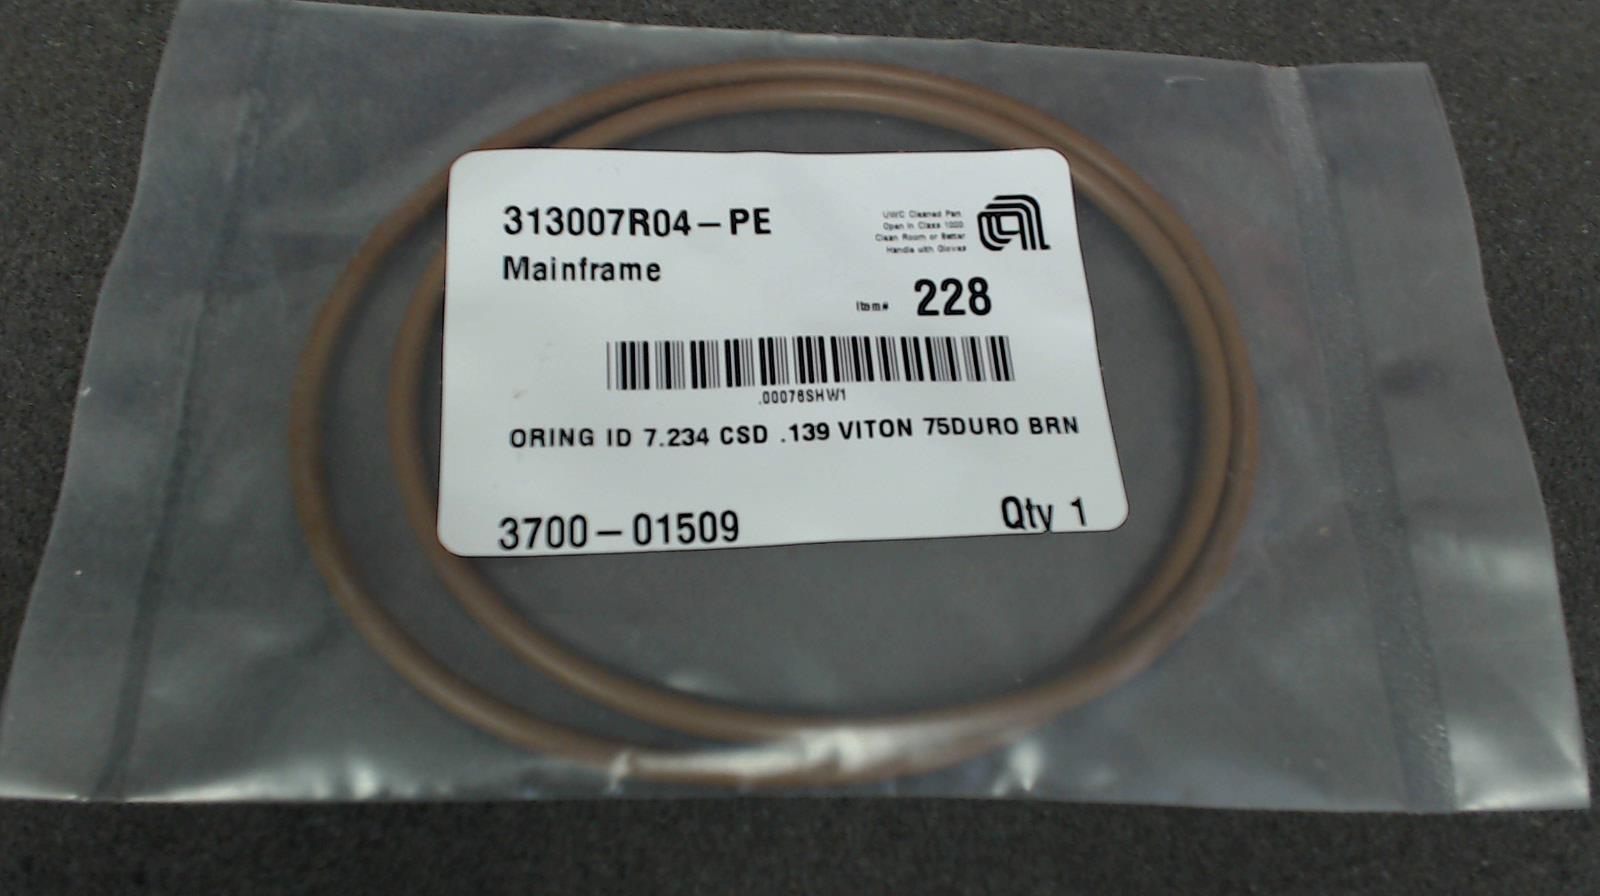 313007R04-PE
Mainframe
UWC Cleaned Part
Open in Class 1000
Clean Room or Better
Handle with Gloves
Item# 228
.00076SHW1
ORING ID 7.234 CSD .139 VITON 75DURO BRN
3700-01509
Qty 1